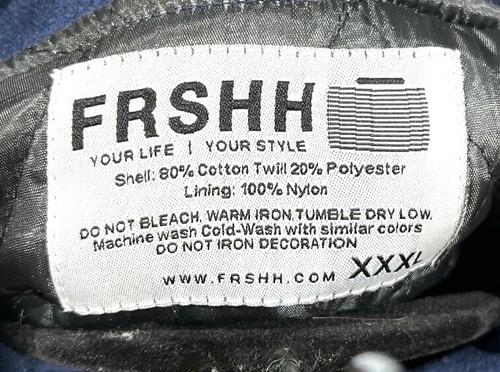 FRSHH
YOUR LIFE | YOUR STYLE
Shell: 80% Cotton Twill 20% Polyester
Lining: 100% Nylon
DO NOT BLEACH. WARM IRON.TUMBLE DRY LOW.
Machine wash Cold-Wash with similar colors
DO NOT IRON DECORATION
WWW.FRSHH.COM XXXL